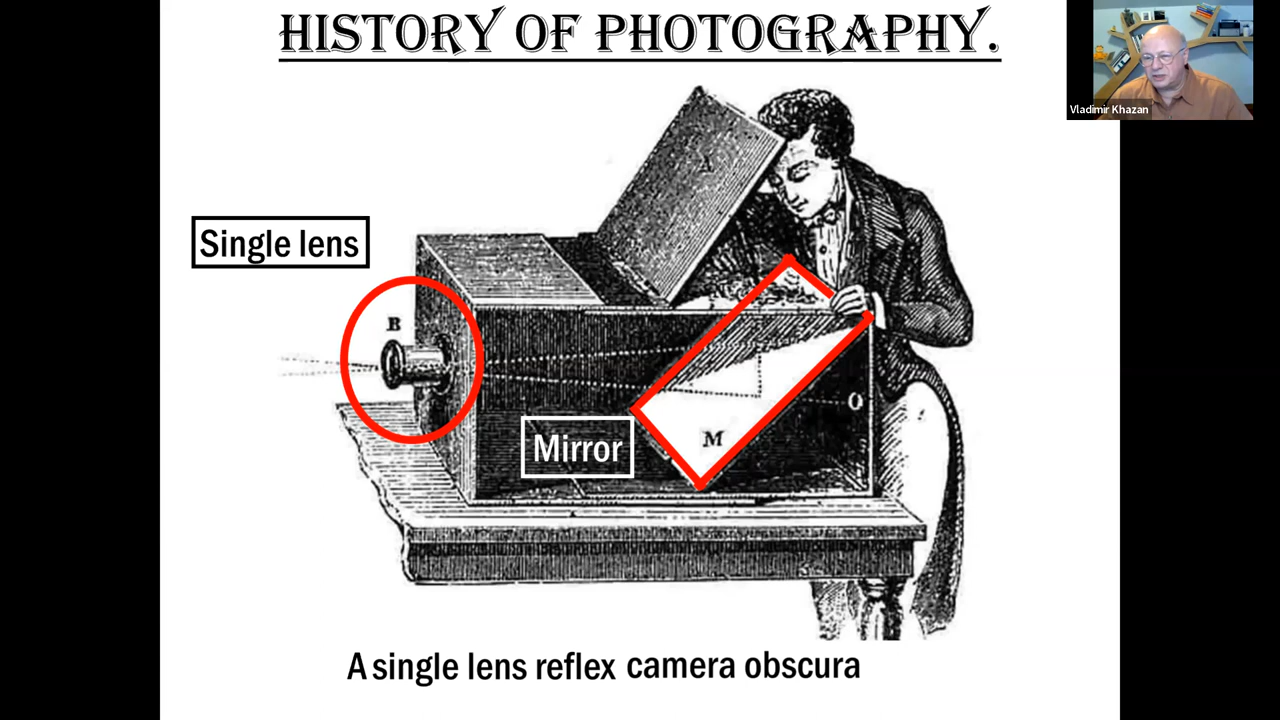 HISTORY OF PHOTOGRAPHY.
Vladimir Khazan
Single lens
B
O
Mirror
M
A single lens reflex camera obscura